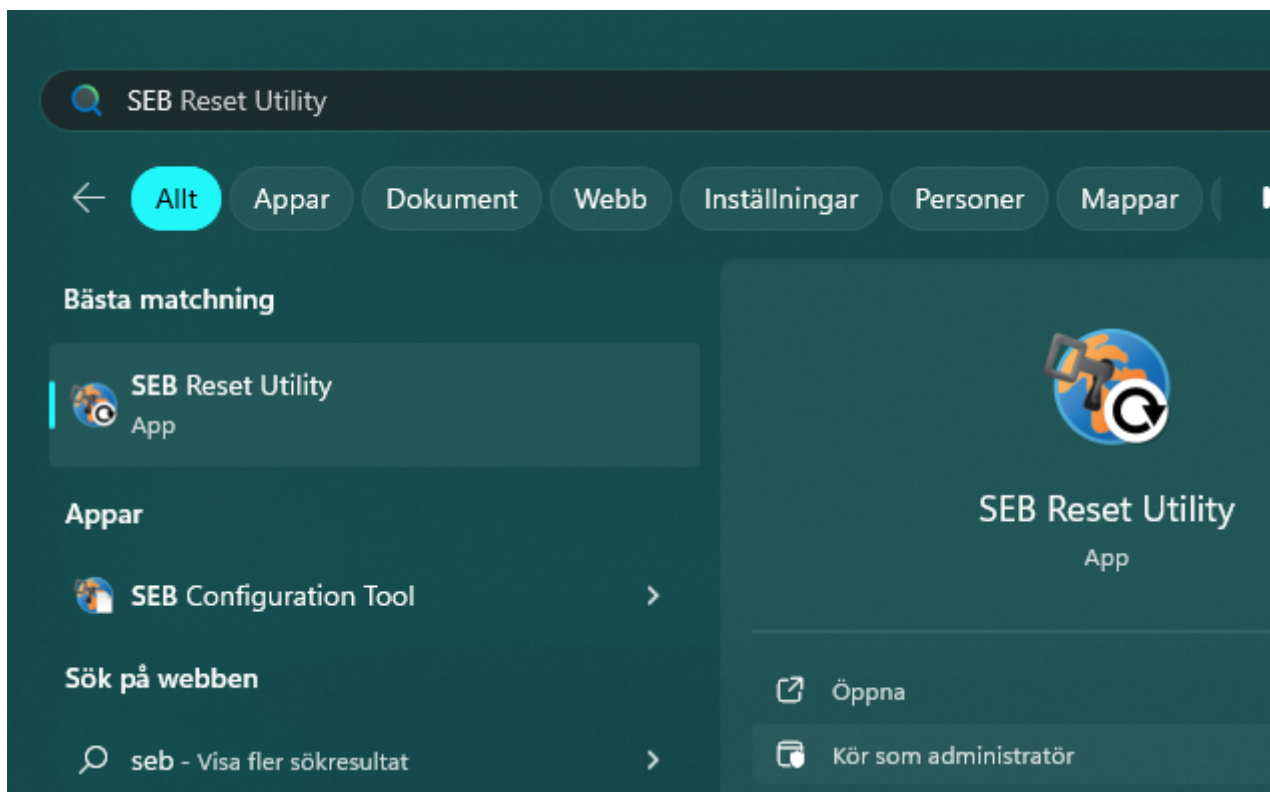 SEB Reset Utility
Allt Appar Dokument Webb Inställningar Personer Mappar
Bästa matchning
SEB Reset Utility
App
Appar
SEB Configuration Tool
Sök på webben
seb - Visa fler sökresultat
SEB Reset Utility
App
Öppna
Kör som administratör